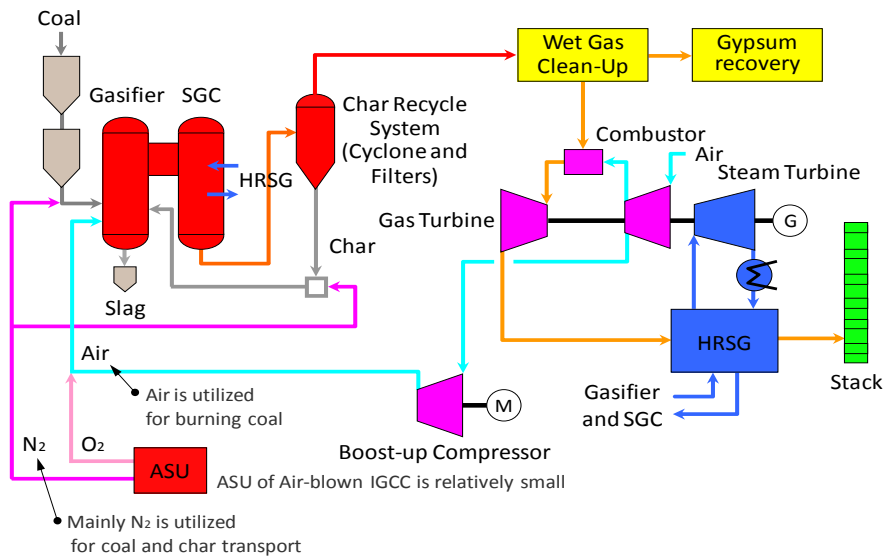 Coal
Gasifier
SGC
HRSG
Char Recycle
System
(Cyclone and
Filters)
Char
Slag
Wet Gas
Clean-Up
Gypsum
recovery
Combustor
Air
Steam Turbine
Gas Turbine
G
HRSG
Stack
Gasifier
and SGC
Air
Air is utilized
for burning coal
M
Boost-up Compressor
N₂
O₂
ASU
ASU of Air-blown IGCC is relatively small
Mainly N₂ is utilized
for coal and char transport